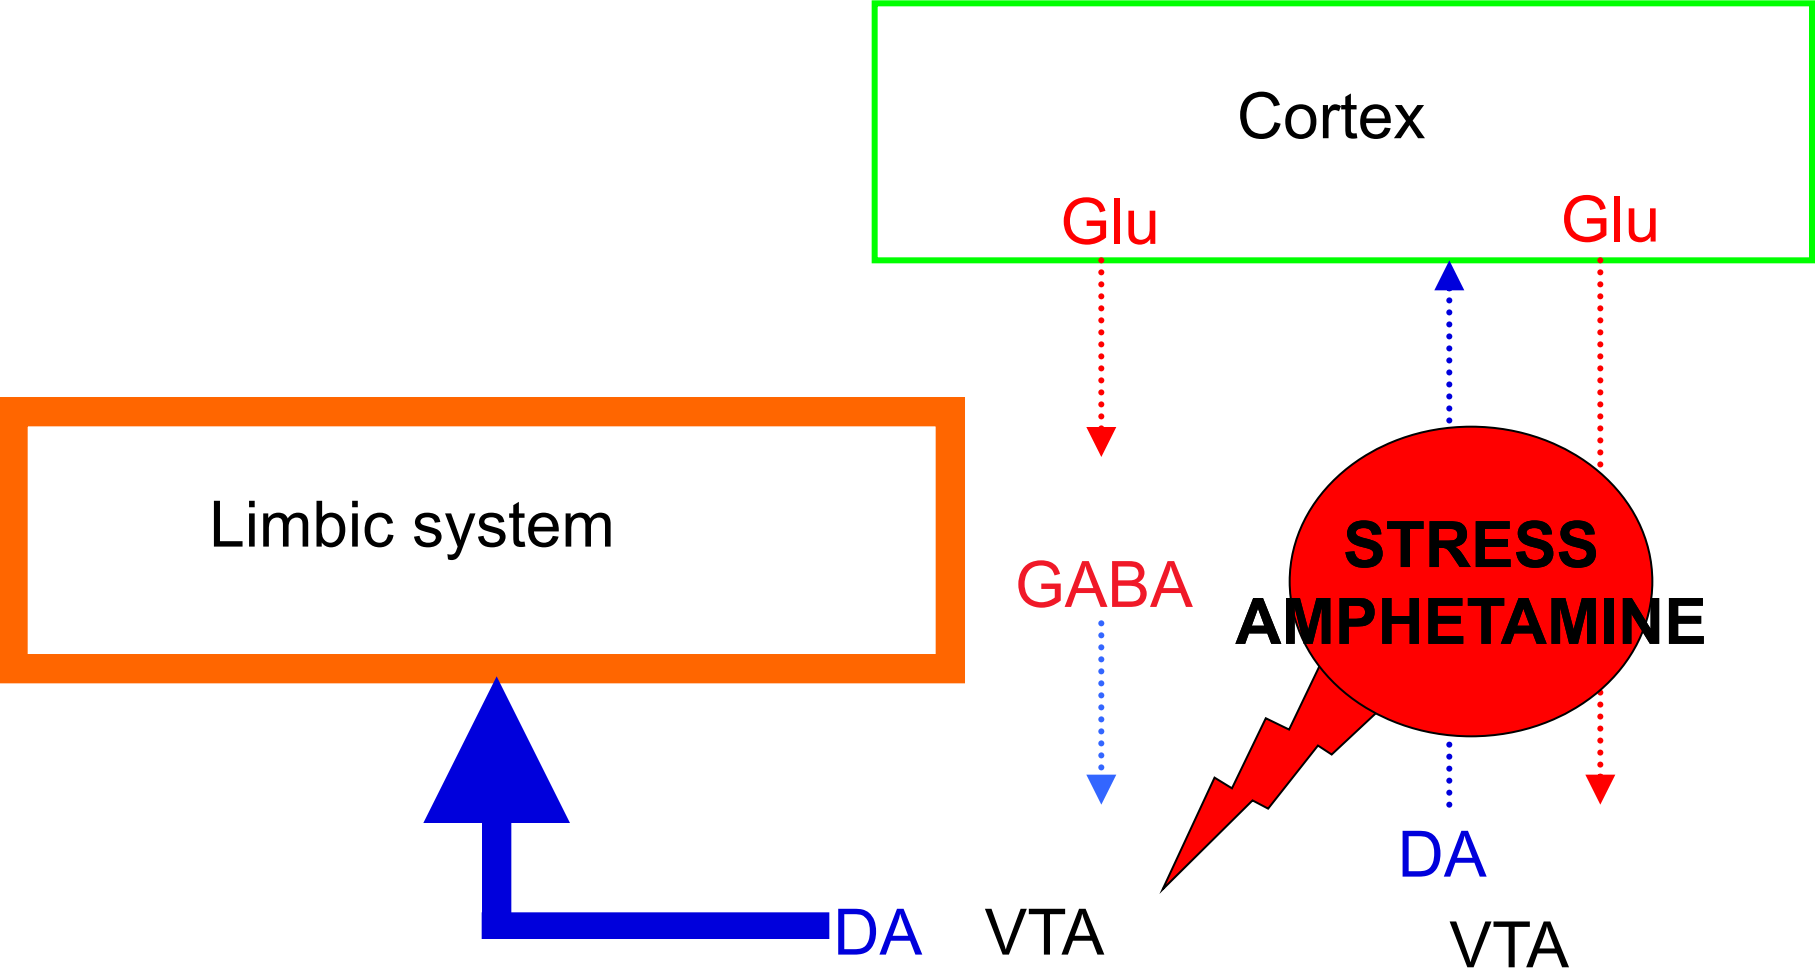 Cortex
Glu
Glu
Limbic system
STRESS
GABA
AMPHETAMINE
DA
DA
VTA
VTA